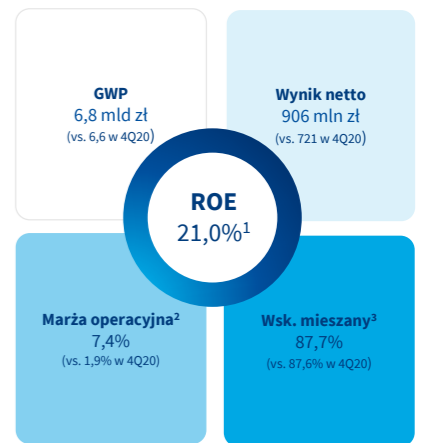 GWP
6,8 mld zł
(vs. 6,6 w 4Q20)
Wynik netto
906 mln zł
(vs. 721 w 4Q20)
ROE
21,0%¹
Marża operacyjna²
7,4%
(vs. 1,9% w 4Q20)
Wsk. mieszany³
87,7%
(vs. 87,6% w 4Q20)